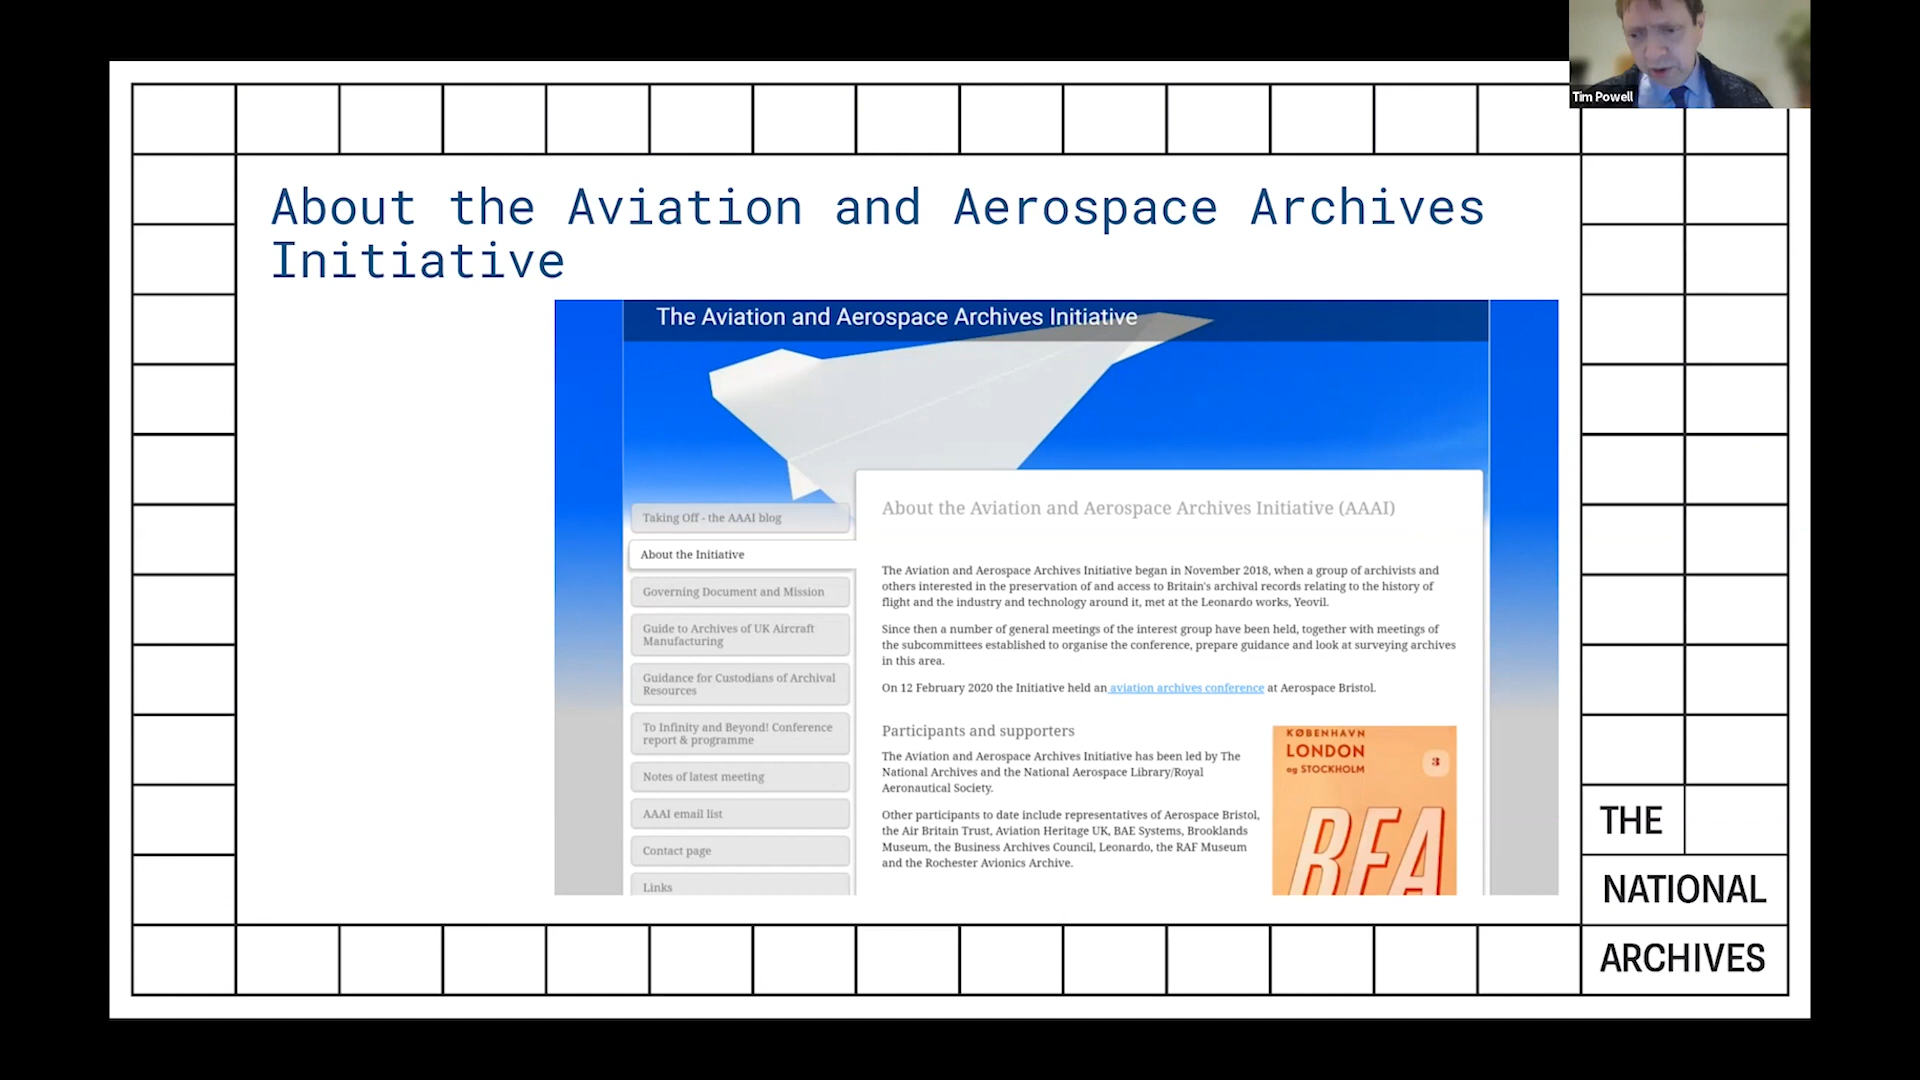 Tim Powell
About the Aviation and Aerospace Archives
Initiative
The Aviation and Aerospace Archives Initiative
Taking Off - the AAAI blog
About the Initiative
Governing Document and Mission
Guide to Archives of UK Aircraft
Manufacturing
Guidance for Custodians of Archival
Resources
To Infinity and Beyond! Conference
report & programme
Notes of latest meeting
AAAI email list
Contact page
Links
About the Aviation and Aerospace Archives Initiative (AAAI)
The Aviation and Aerospace Archives Initiative began in November 2018, when a group of archivists and
others interested in the preservation of and access to Britain's archival records relating to the history of
flight and the industry and technology around it, met at the Leonardo works, Yeovil.
Since then a number of general meetings of the interest group have been held, together with meetings of
the subcommittees established to organise the conference, prepare guidance and look at surveying archives
in this area.
On 12 February 2020 the Initiative held an aviation archives conference at Aerospace Bristol.
Participants and supporters
The Aviation and Aerospace Archives Initiative has been led by The
National Archives and the National Aerospace Library/Royal
Aeronautical Society.
Other participants to date include representatives of Aerospace Bristol,
the Air Britain Trust, Aviation Heritage UK, BAE Systems, Brooklands
Museum, the Business Archives Council, Leonardo, the RAF Museum
and the Rochester Avionics Archive.
KØBENHAVN
LONDON
og STOCKHOLM
3
BEA
THE
NATIONAL
ARCHIVES